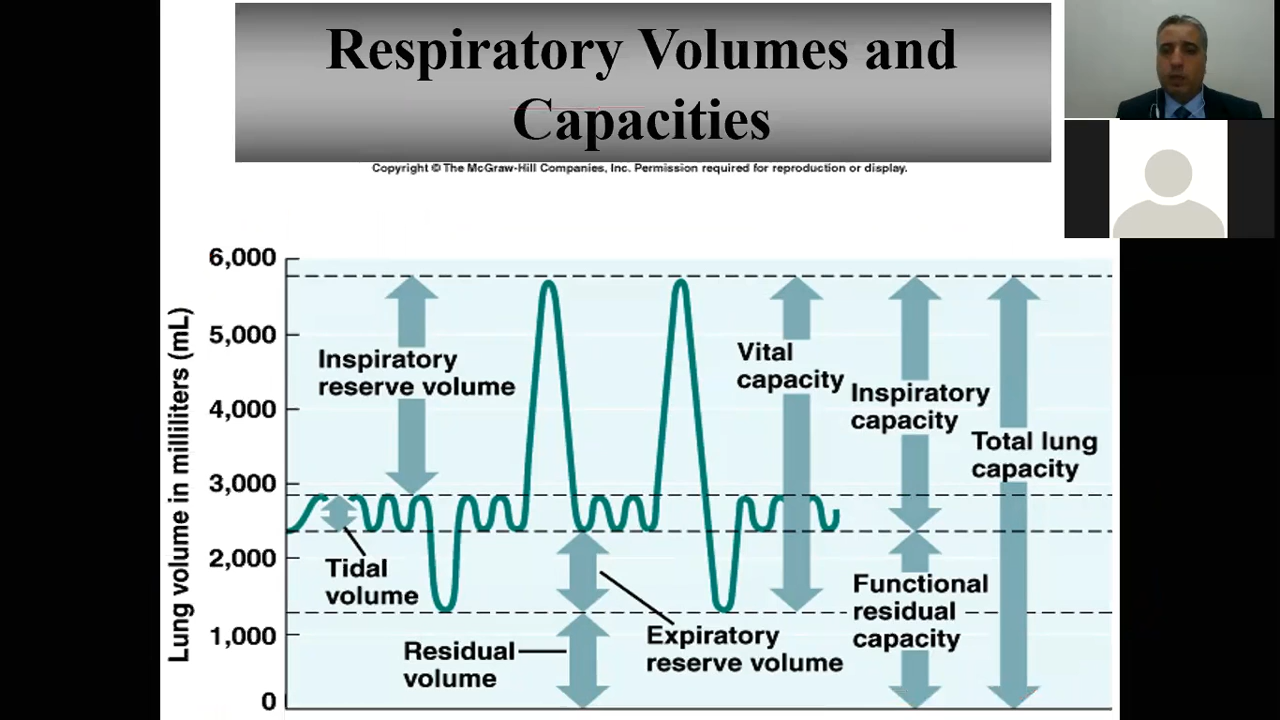 Respiratory Volumes and
Capacities
Copyright © The McGraw-Hill Companies, Inc. Permission required for reproduction or display.
Lung volume in milliliters (mL)
6,000
5,000
4,000
3,000
2,000
1,000
0
Inspiratory
reserve volume
Tidal
volume
Residual
volume
Expiratory
reserve volume
Vital
capacity
Inspiratory
capacity
Functional
residual
capacity
Total lung
capacity